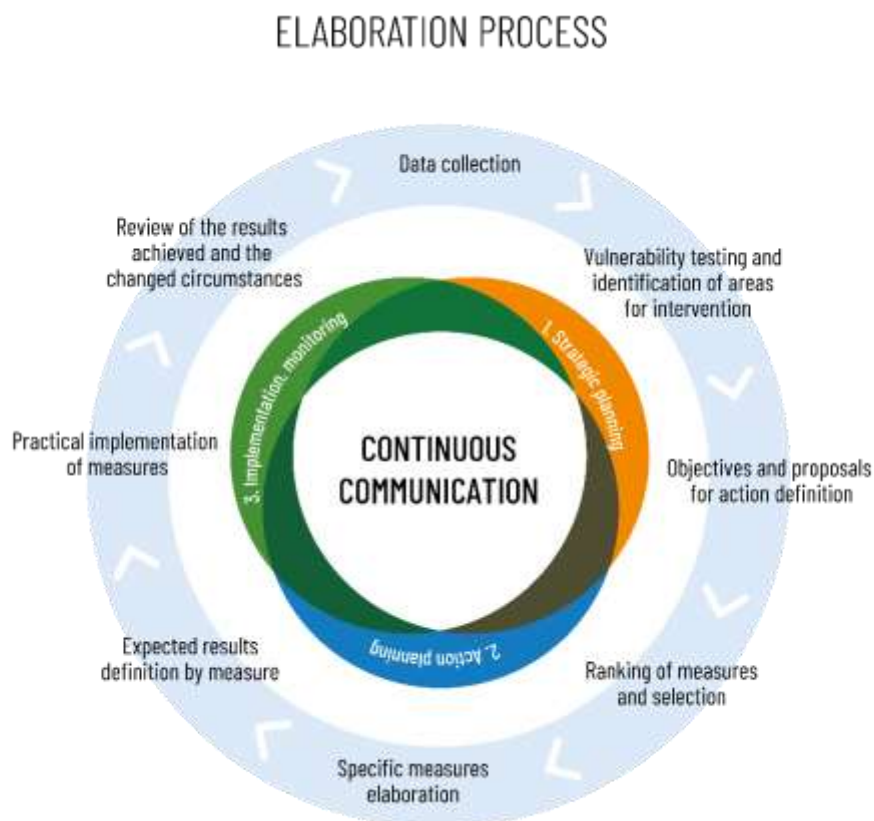 ELABORATION PROCESS
Data collection
Vulnerability testing and
identification of areas
for intervention
Objectives and proposals
for action definition
Ranking of measures
and selection
Specific measures
elaboration
Expected results
definition by measure
Practical implementation
of measures
Review of the results
achieved and the
changed circumstances
1. Strategic planning
2. Action planning
3. Implementation, monitoring
CONTINUOUS
COMMUNICATION